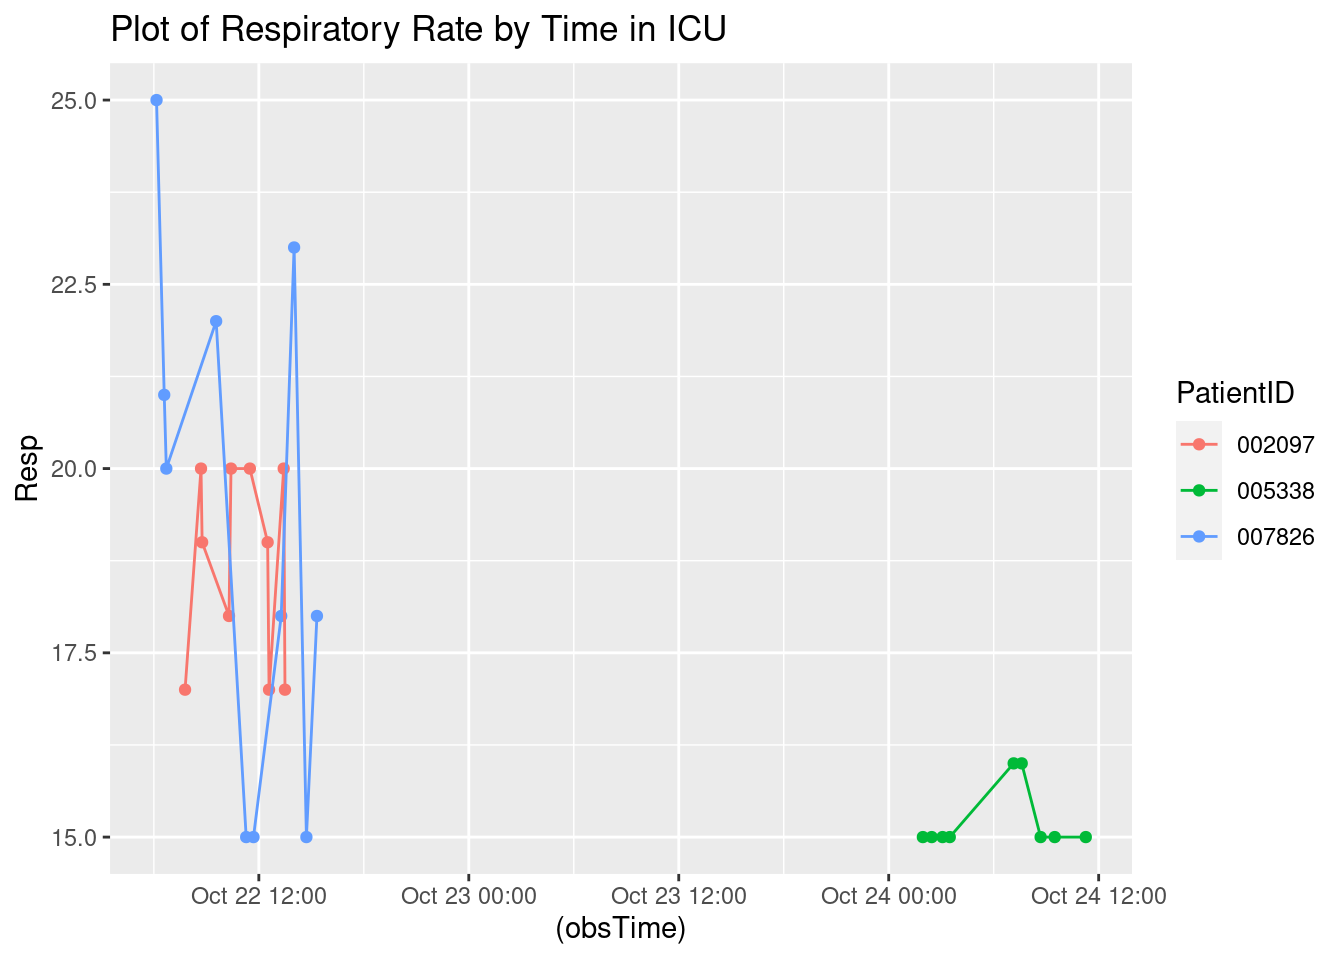 Plot of Respiratory Rate by Time in ICU
25.0
22.5
20.0
17.5
15.0
Resp
Oct 22 12:00 Oct 23 00:00 Oct 23 12:00 Oct 24 00:00 Oct 24 12:00
(obsTime)
PatientID
002097
005338
007826